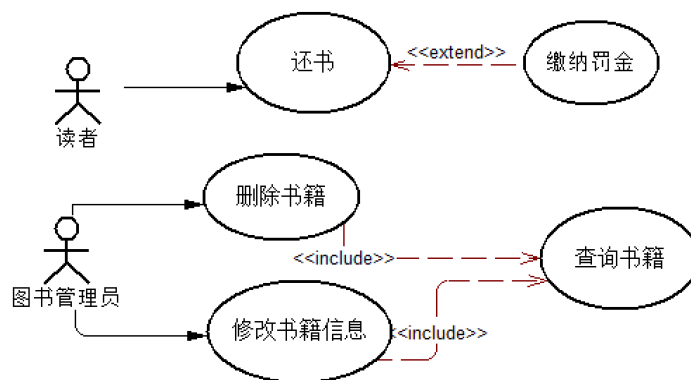 还书
<<extend>>
缴纳罚金
读者
删除书籍
<<include>>
查询书籍
图书管理员
修改书籍信息
<<include>>